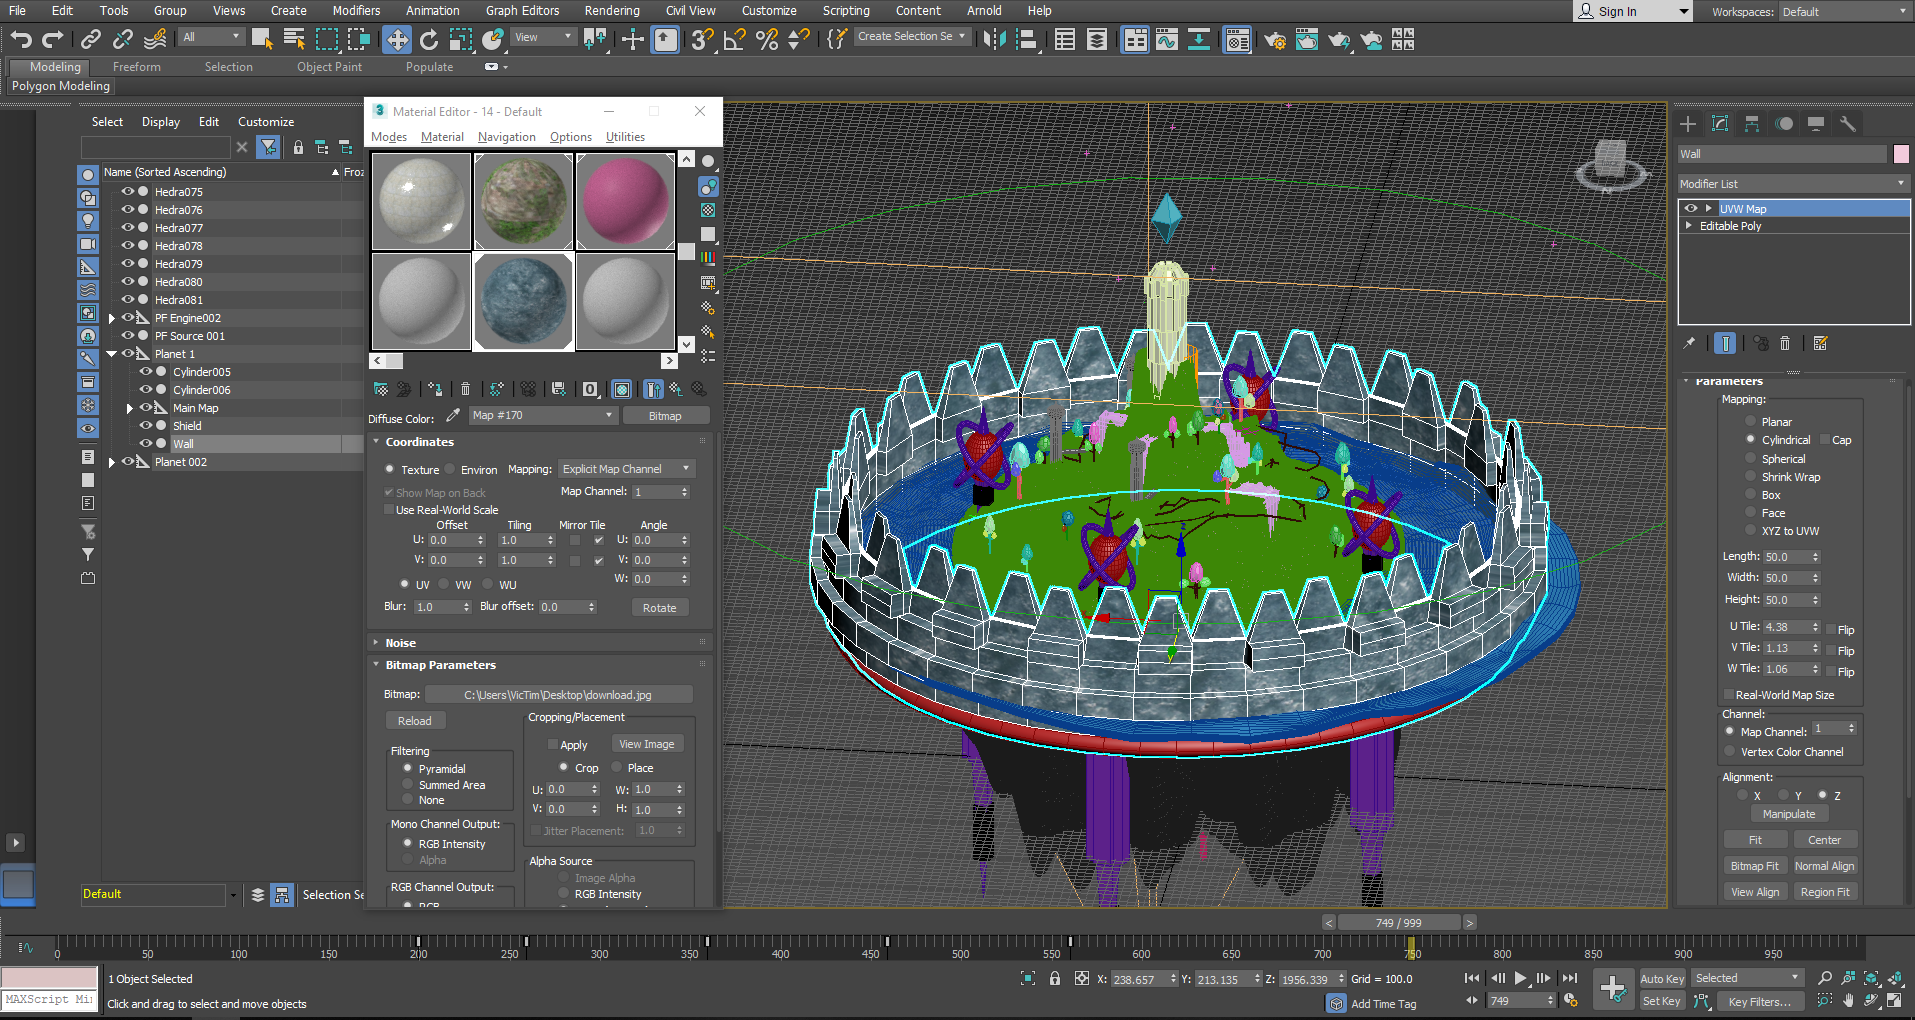 File Edit Tools Group Views Create Modifiers Animation Graph Editors Rendering Civil View Customize Scripting Content Arnold Help
Sign In
Workspaces: Default
All
View
Create Selection Se
Modeling Freeform Selection Object Paint Populate
Polygon Modeling
Select Display Edit Customize
Name (Sorted Ascending)
Froz
Hedra075
Hedra076
Hedra077
Hedra078
Hedra079
Hedra080
Hedra081
PF Engine002
PF Source 001
Planet 1
Cylinder005
Cylinder006
Main Map
Shield
Wall
Planet 002
Default
Selection Se
Material Editor - 14 - Default
Modes Material Navigation Options Utilities
Diffuse Color: Map #170 Bitmap
Coordinates
Texture Environ Mapping: Explicit Map Channel
Show Map on Back Map Channel: 1
Use Real-World Scale
Offset Tiling Mirror Tile Angle
U: 0.0 1.0 U: 0.0
V: 0.0 1.0 V: 0.0
W: 0.0
UV VW WU
Blur: 1.0 Blur offset: 0.0 Rotate
Noise
Bitmap Parameters
Bitmap: C:\Users\VicTim\Desktop\download.jpg
Reload
Cropping/Placement
Apply View Image
Crop Place
U: 0.0 W: 1.0
V: 0.0 H: 1.0
Jitter Placement: 1.0
Filtering
Pyramidal
Summed Area
None
Mono Channel Output:
RGB Intensity
Alpha
RGB Channel Output:
RGB
Alpha Source
Image Alpha
RGB Intensity
Wall
Modifier List
UVW Map
Editable Poly
Parameters
Mapping:
Planar
Cylindrical Cap
Spherical
Shrink Wrap
Box
Face
XYZ to UVW
Length: 50.0
Width: 50.0
Height: 50.0
U Tile: 4.38 Flip
V Tile: 1.13 Flip
W Tile: 1.06 Flip
Real-World Map Size
Channel:
Map Channel: 1
Vertex Color Channel
Alignment:
X Y Z
Manipulate
Fit Center
Bitmap Fit Normal Align
View Align Region Fit
< 749 / 999 >
0 50 100 150 200 250 300 350 400 450 500 550 600 650 700 750 800 850 900 950
1 Object Selected
MAXScript Mi
Click and drag to select and move objects
X: 238.657 Y: 213.135 Z: 1956.339 Grid = 100.0
Add Time Tag
749
Auto Key Selected
Set Key Key Filters...